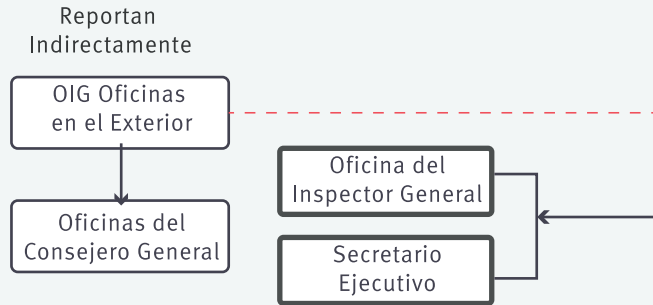 Reportan
Indirectamente
OIG Oficinas
en el Exterior
Oficinas del
Consejero General
Oficina del
Inspector General
Secretario
Ejecutivo